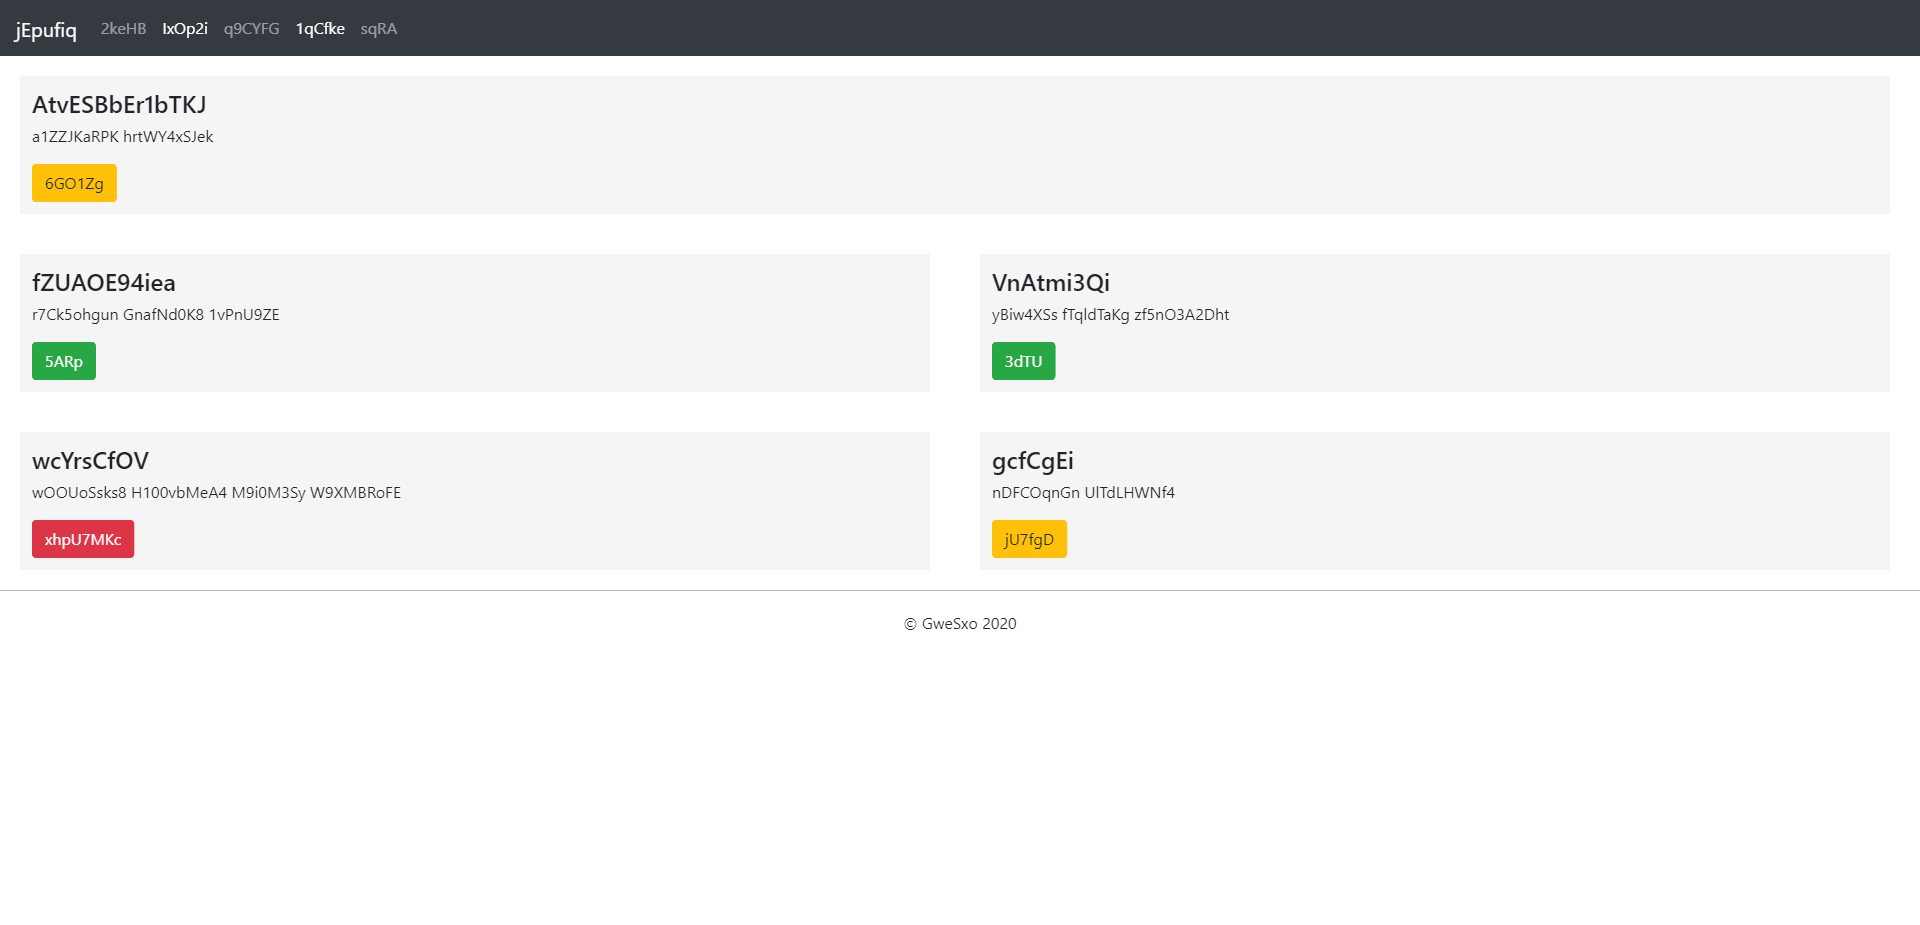 jEpufiq 2keHB IxOp2i q9CYFG 1qCfke sqRA
AtvESBbEr1bTKJ
a1ZZJKaRPK hrtWY4xSJek
6GO1Zg
fZUAOE94iea
r7Ck5ohgun GnafNd0K8 1vPnU9ZE
5ARp
VnAtmi3Qi
yBiw4XSs fTqldTaKg zf5nO3A2Dht
3dTU
wcYrsCfOV
wOOUoSsks8 H100vbMeA4 M9i0M3Sy W9XMBRoFE
xhpU7MKc
gcfCgEi
nDFCOqnGn UlTdLHWNf4
jU7fgD
© GweSxo 2020